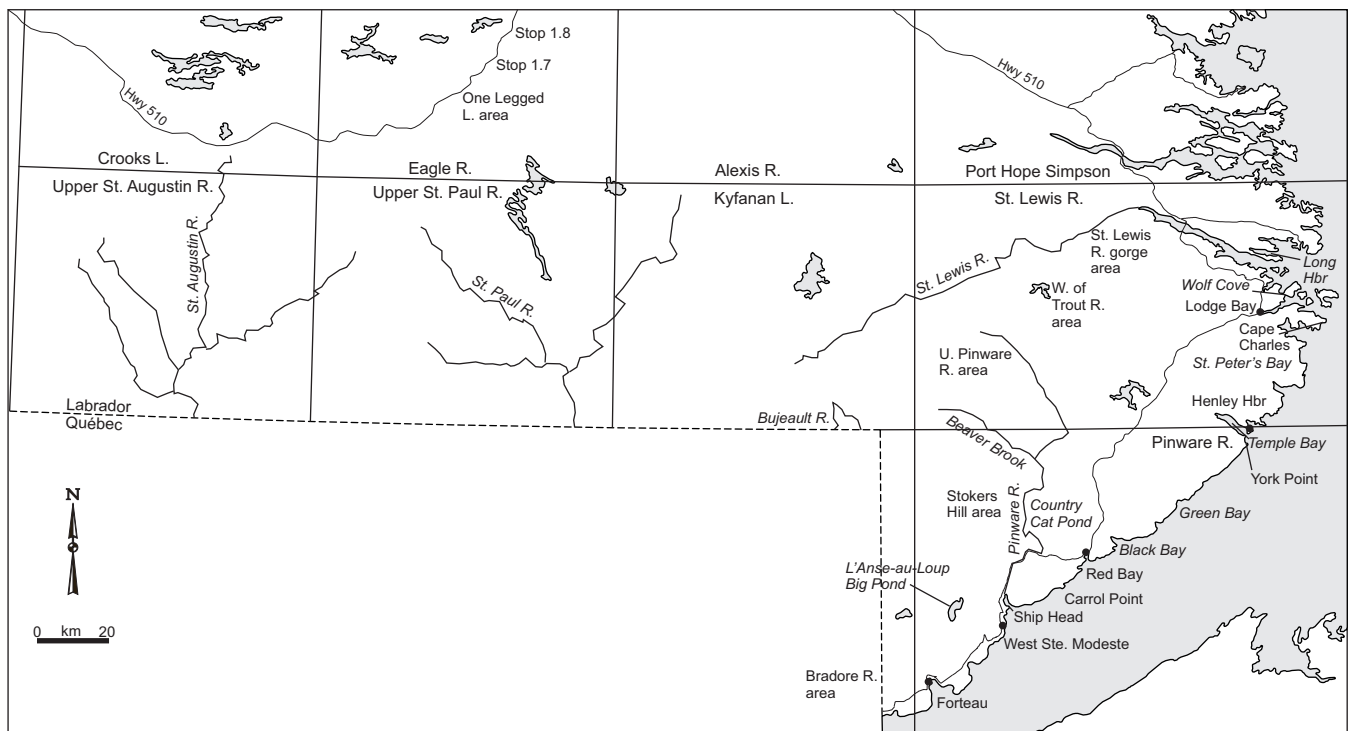 Stop 1.8
Stop 1.7
One Legged
L. area
Hwy 510
Hwy 510
Crooks L.
Eagle R.
Alexis R.
Port Hope Simpson
Upper St. Augustin R.
Upper St. Paul R.
Kyfanan L.
St. Lewis R.
St. Augustin R.
St. Paul R.
St. Lewis R.
St. Lewis
R. gorge
area
Long
Hbr
Wolf Cove
Lodge Bay
W. of
Trout R.
area
Cape
Charles
St. Peter's Bay
U. Pinware
R. area
Henley Hbr
Labrador
Québec
Bujeault R.
Beaver Brook
Pinware R.
Temple Bay
York Point
N
Stokers
Hill area
Pinware R.
Country
Cat Pond
Green Bay
Black Bay
L'Anse-au-Loup
Big Pond
Red Bay
Carrol Point
Ship Head
West Ste. Modeste
0 km 20
Bradore R.
area
Forteau